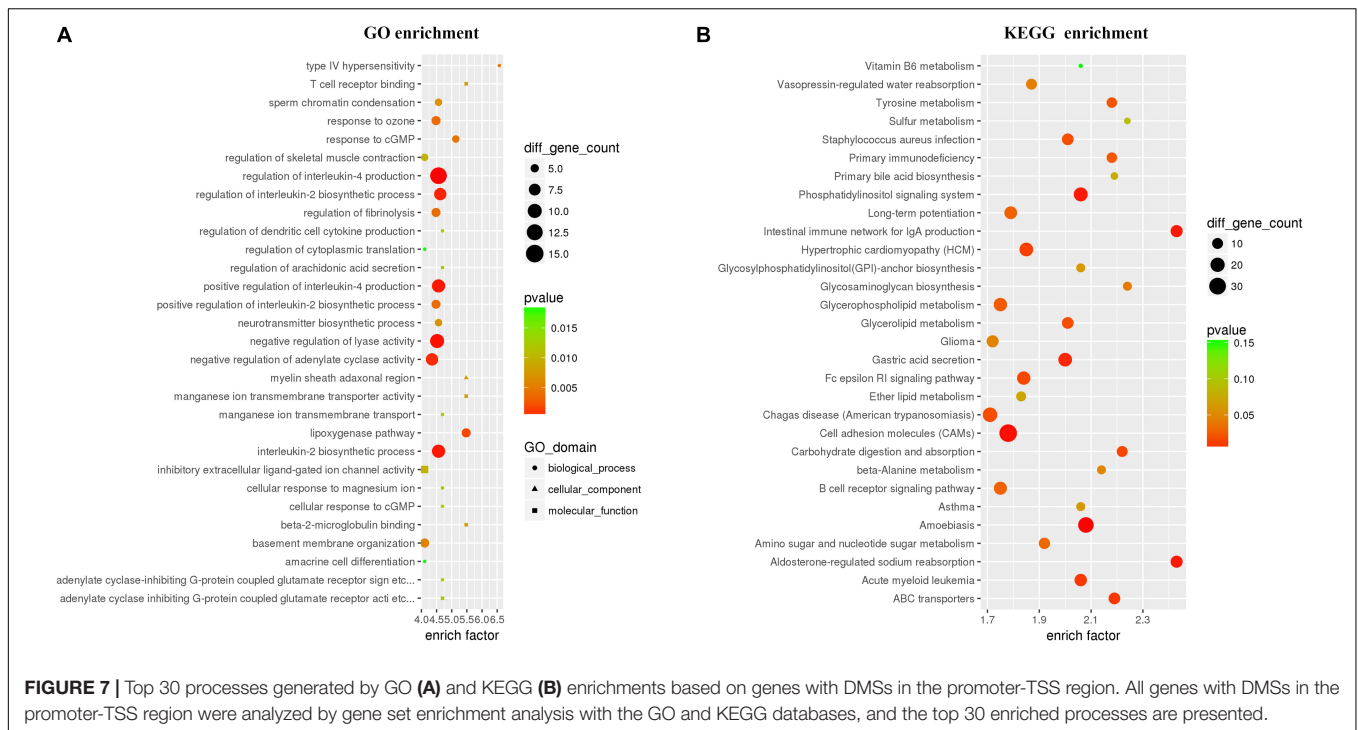 A
GO enrichment
type IV hypersensitivity
T cell receptor binding
sperm chromatin condensation
response to ozone
response to cGMP
regulation of skeletal muscle contraction
regulation of interleukin-4 production
regulation of interleukin-2 biosynthetic process
regulation of fibrinolysis
regulation of dendritic cell cytokine production
regulation of cytoplasmic translation
regulation of arachidonic acid secretion
positive regulation of interleukin-4 production
positive regulation of interleukin-2 biosynthetic process
neurotransmitter biosynthetic process
negative regulation of lyase activity
negative regulation of adenylate cyclase activity
myelin sheath adaxonal region
manganese ion transmembrane transporter activity
manganese ion transmembrane transport
lipoxygenase pathway
interleukin-2 biosynthetic process
inhibitory extracellular ligand-gated ion channel activity
cellular response to magnesium ion
cellular response to cGMP
beta-2-microglobulin binding
basement membrane organization
amacrine cell differentiation
adenylate cyclase-inhibiting G-protein coupled glutamate receptor sign etc...
adenylate cyclase inhibiting G-protein coupled glutamate receptor acti etc...
4.04.55.05.56.06.5
enrich factor
diff_gene_count
5.0
7.5
10.0
12.5
15.0
pvalue
0.015
0.010
0.005
GO_domain
biological_process
cellular_component
molecular_function
B
KEGG enrichment
Vitamin B6 metabolism
Vasopressin-regulated water reabsorption
Tyrosine metabolism
Sulfur metabolism
Staphylococcus aureus infection
Primary immunodeficiency
Primary bile acid biosynthesis
Phosphatidylinositol signaling system
Long-term potentiation
Intestinal immune network for IgA production
Hypertrophic cardiomyopathy (HCM)
Glycosylphosphatidylinositol(GPI)-anchor biosynthesis
Glycosaminoglycan biosynthesis
Glycerophospholipid metabolism
Glycerolipid metabolism
Glioma
Gastric acid secretion
Fc epsilon RI signaling pathway
Ether lipid metabolism
Chagas disease (American trypanosomiasis)
Cell adhesion molecules (CAMs)
Carbohydrate digestion and absorption
beta-Alanine metabolism
B cell receptor signaling pathway
Asthma
Amoebiasis
Amino sugar and nucleotide sugar metabolism
Aldosterone-regulated sodium reabsorption
Acute myeloid leukemia
ABC transporters
1.7 1.9 2.1 2.3
enrich factor
diff_gene_count
10
20
30
pvalue
0.15
0.10
0.05
FIGURE 7 | Top 30 processes generated by GO (A) and KEGG (B) enrichments based on genes with DMSs in the promoter-TSS region. All genes with DMSs in the
promoter-TSS region were analyzed by gene set enrichment analysis with the GO and KEGG databases, and the top 30 enriched processes are presented.